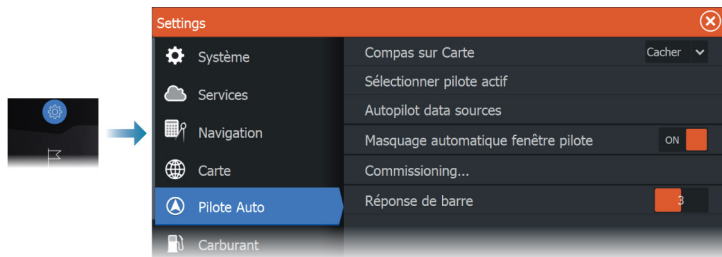 Settings
Système
Services
Navigation
Carte
Pilote Auto
Carburant
Compas sur Carte Cacher
Sélectionner pilote actif
Autopilot data sources
Masquage automatique fenêtre pilote ON
Commissioning...
Réponse de barre 3